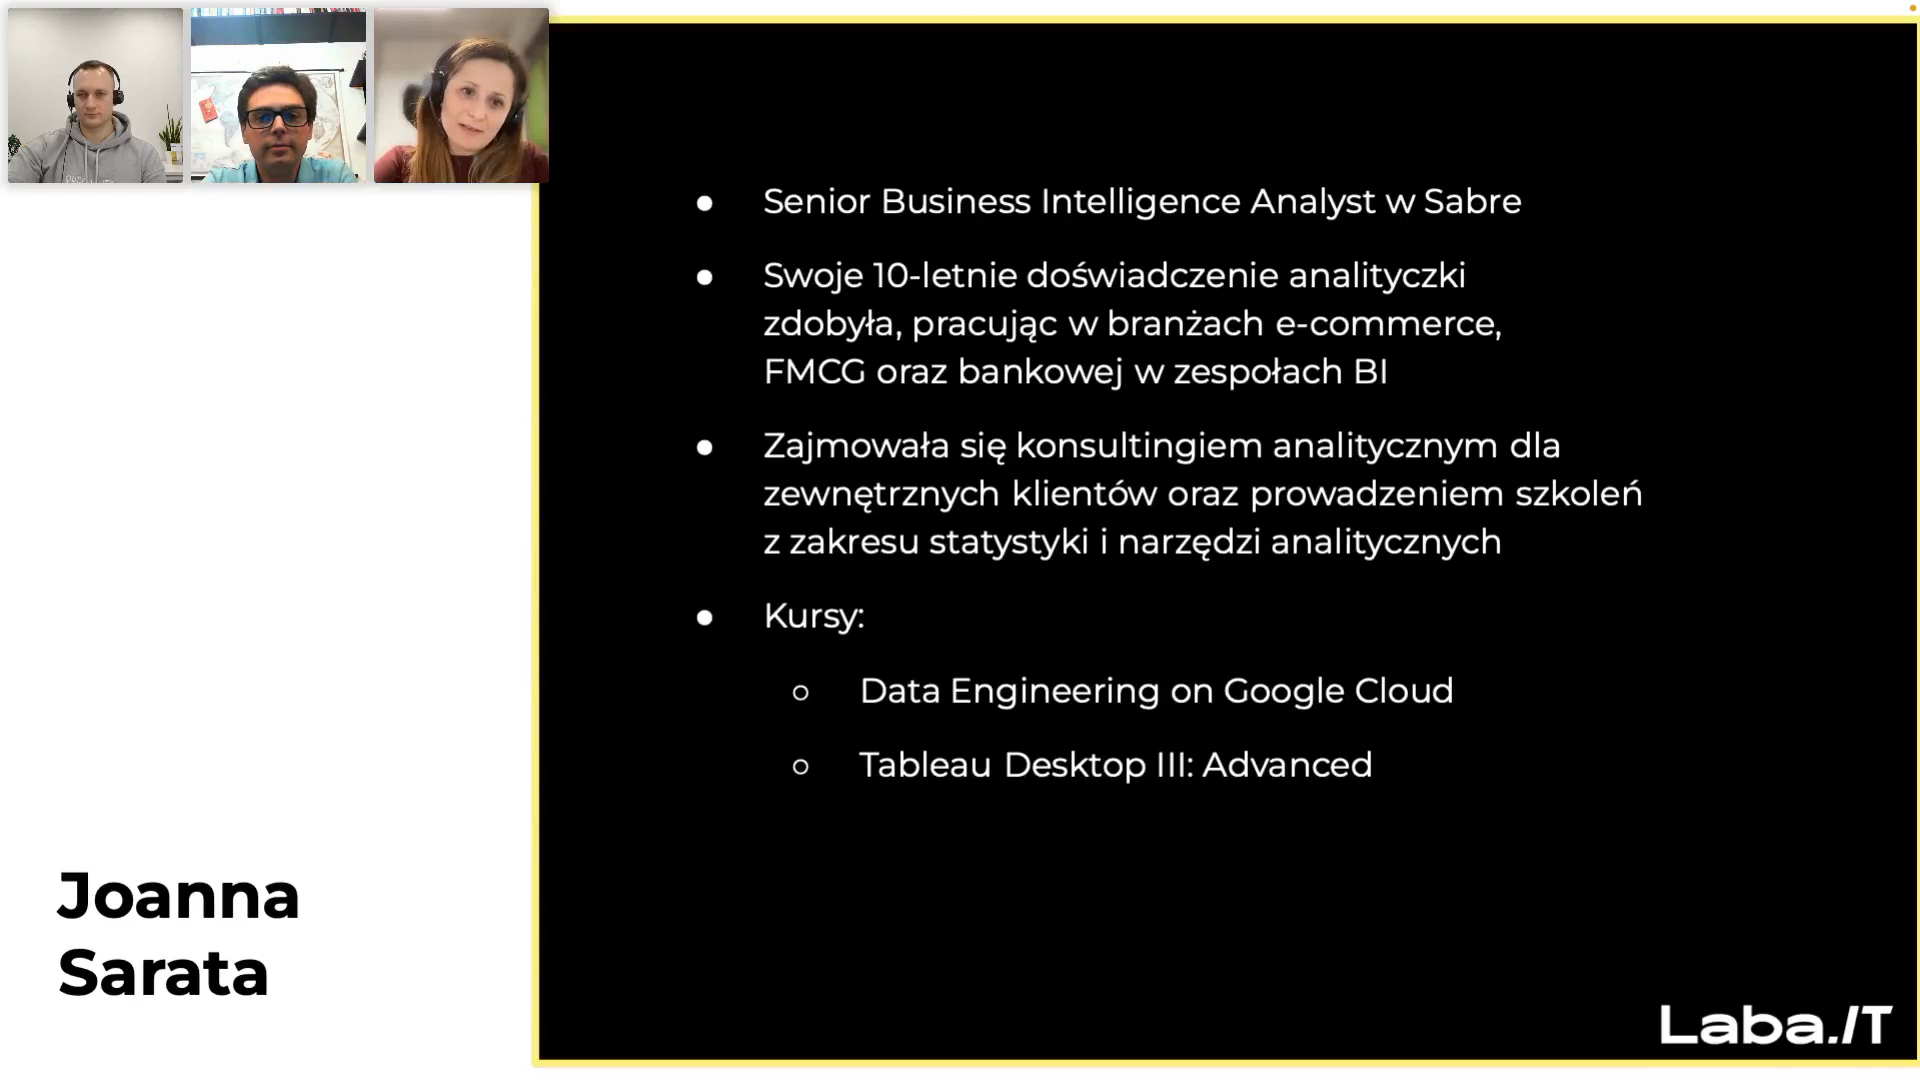 Senior Business Intelligence Analyst w Sabre
Swoje 10-letnie doświadczenie analityczki
zdobyła, pracując w branżach e-commerce,
FMCG oraz bankowej w zespołach BI
Zajmowała się konsultingiem analitycznym dla
zewnętrznych klientów oraz prowadzeniem szkoleń
z zakresu statystyki i narzędzi analitycznych
Kursy:
Data Engineering on Google Cloud
Tableau Desktop III: Advanced
Joanna
Sarata
Laba.IT